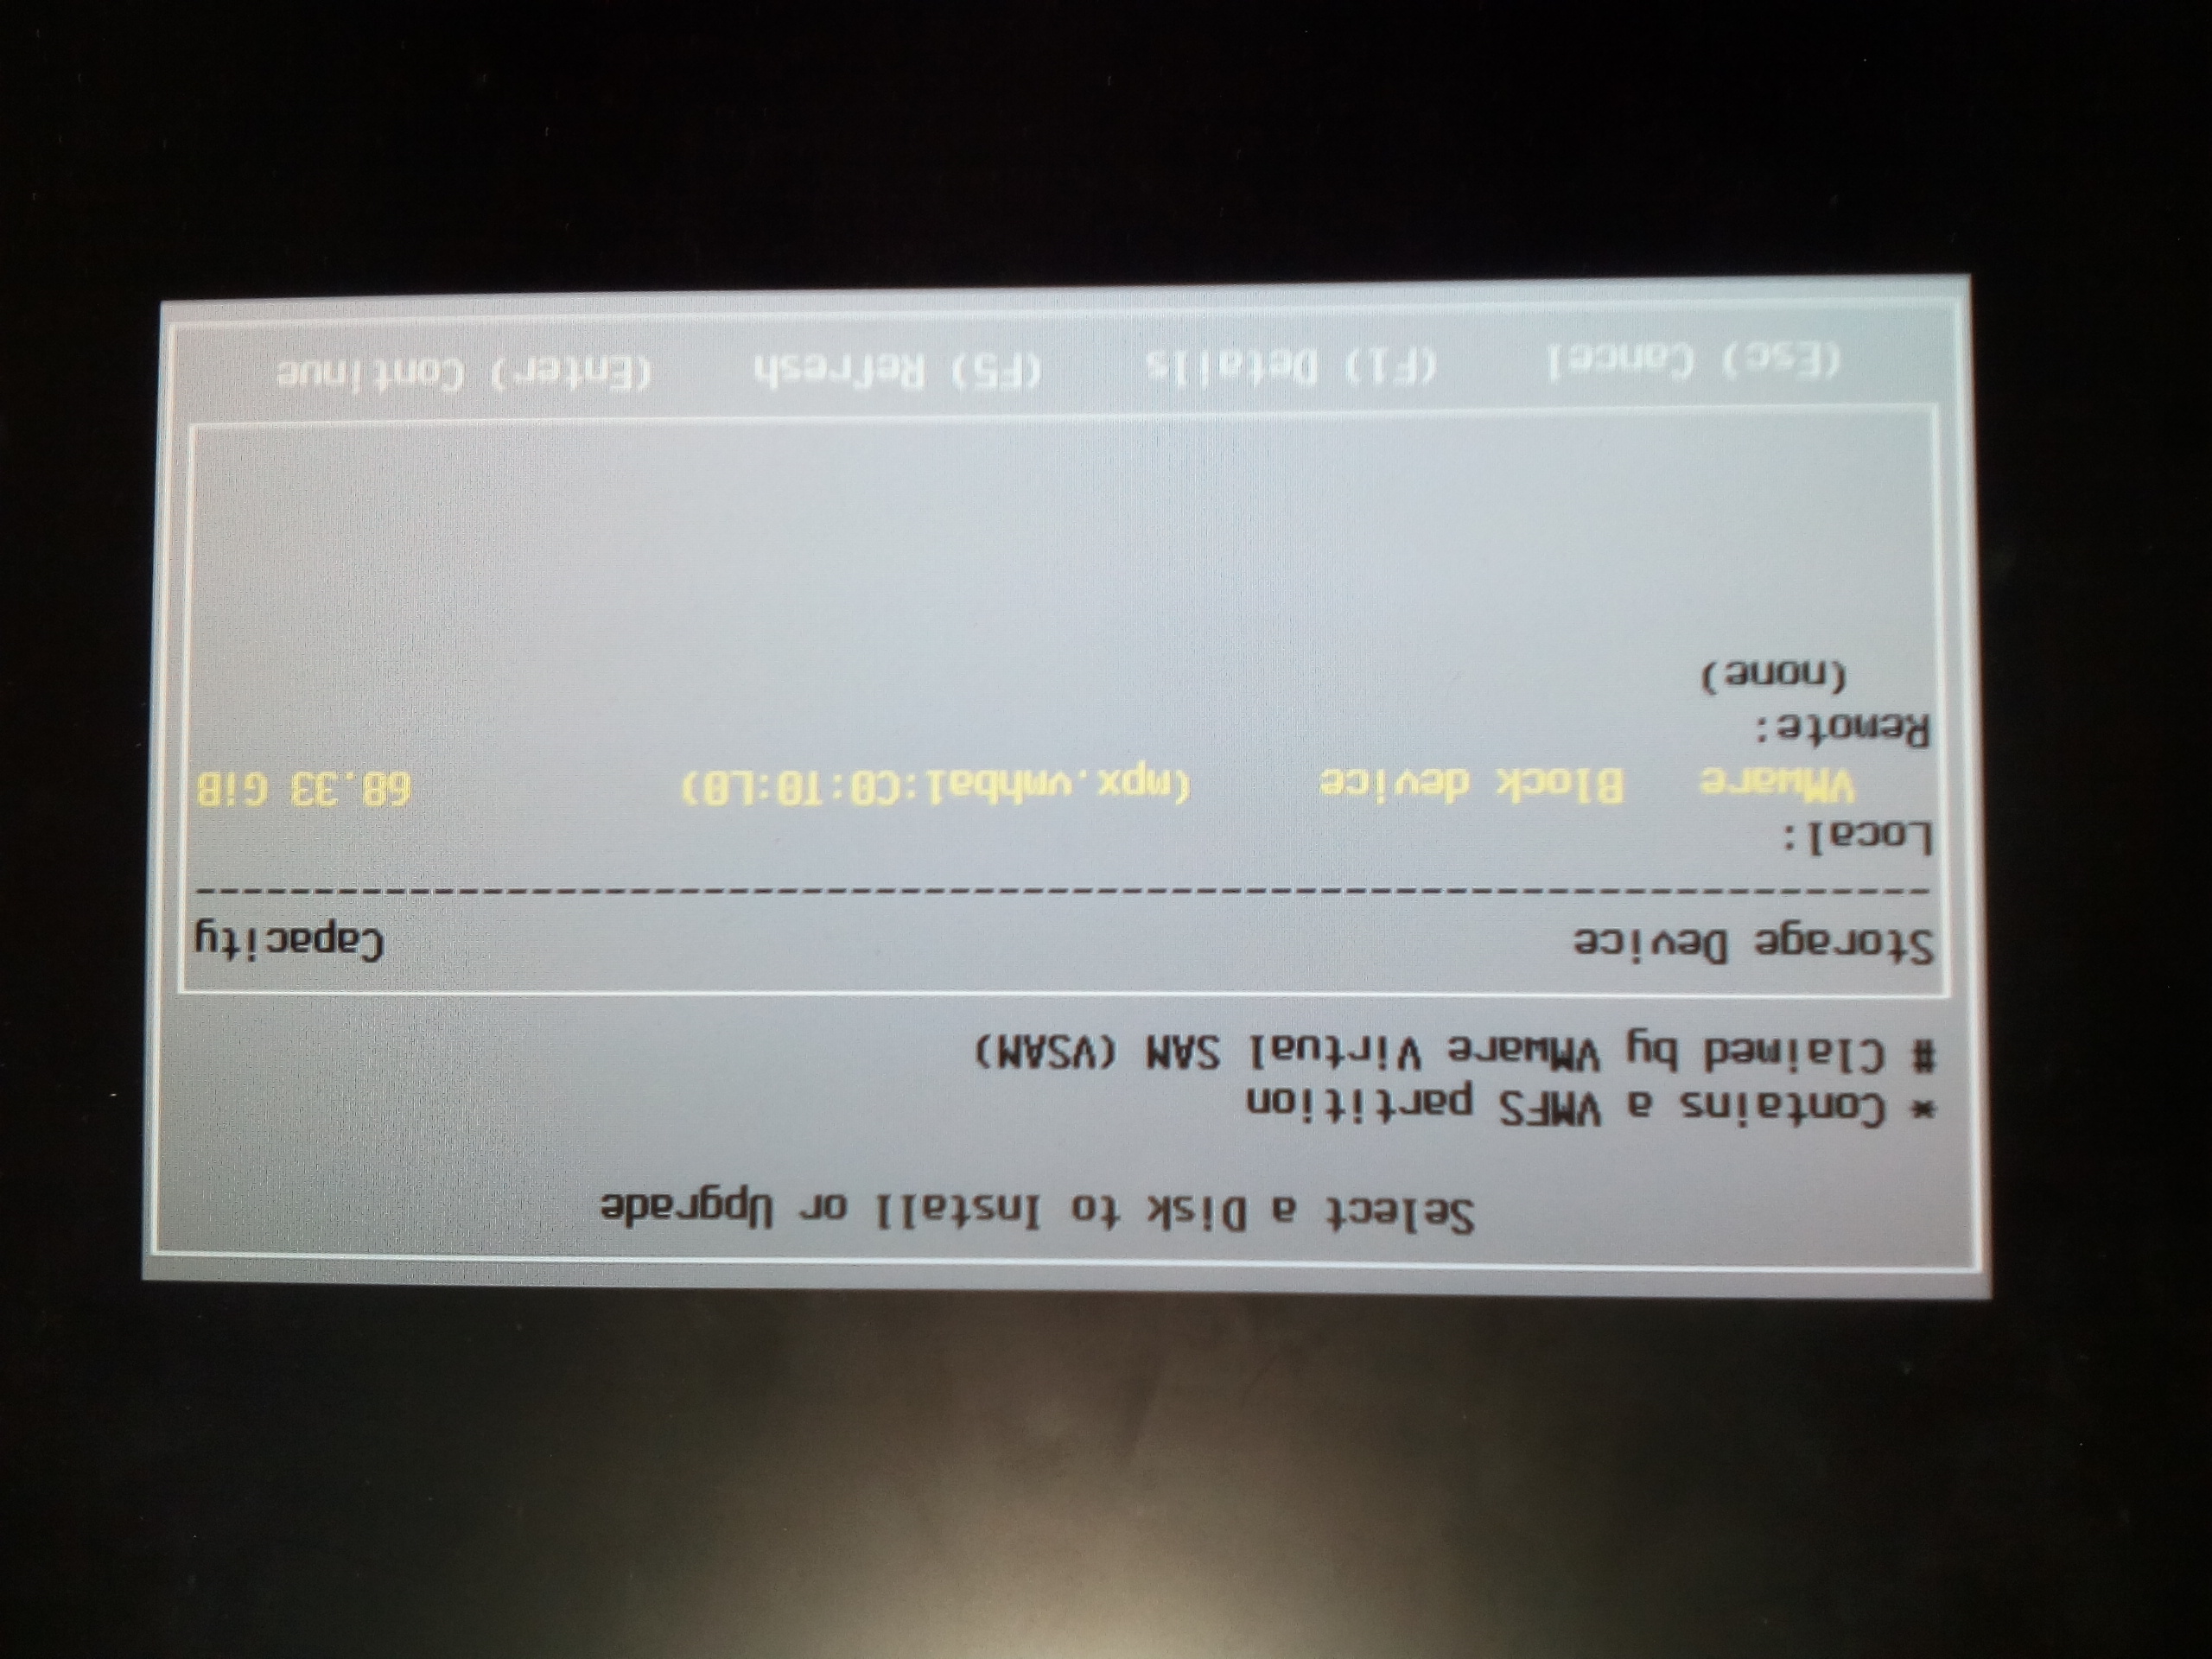 Select a Disk to Install or Upgrade
* Contains a VMFS partition
# Claimed by VMware Virtual SAN (VSAN)
Storage Device Capacity
Local:
VMware Block device (mpx.vmhba1:C0:T0:L0) 68.33 GiB
Remote:
(none)
(Esc) Cancel (F1) Details (F5) Refresh (Enter) Continue